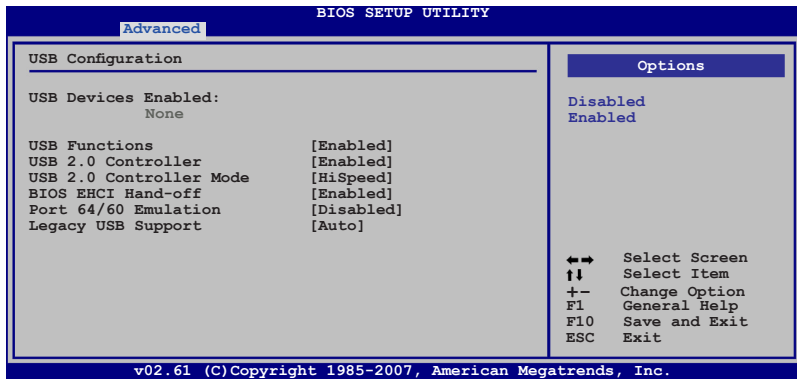 BIOS SETUP UTILITY
Advanced
USB Configuration
USB Devices Enabled:
None
USB Functions [Enabled]
USB 2.0 Controller [Enabled]
USB 2.0 Controller Mode [HiSpeed]
BIOS EHCI Hand-off [Enabled]
Port 64/60 Emulation [Disabled]
Legacy USB Support [Auto]
Options
Disabled
Enabled
←→ Select Screen
↑↓ Select Item
+- Change Option
F1 General Help
F10 Save and Exit
ESC Exit
v02.61 (C)Copyright 1985-2007, American Megatrends, Inc.